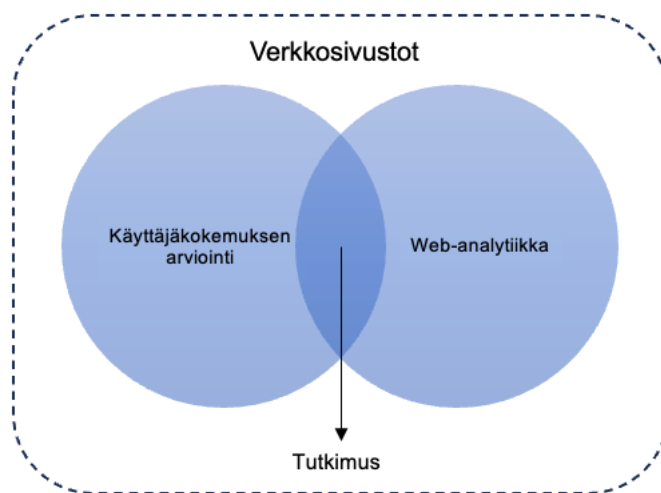 Verkkosivustot
Käyttäjäkokemuksen
arviointi
Web-analytiikka
Tutkimus